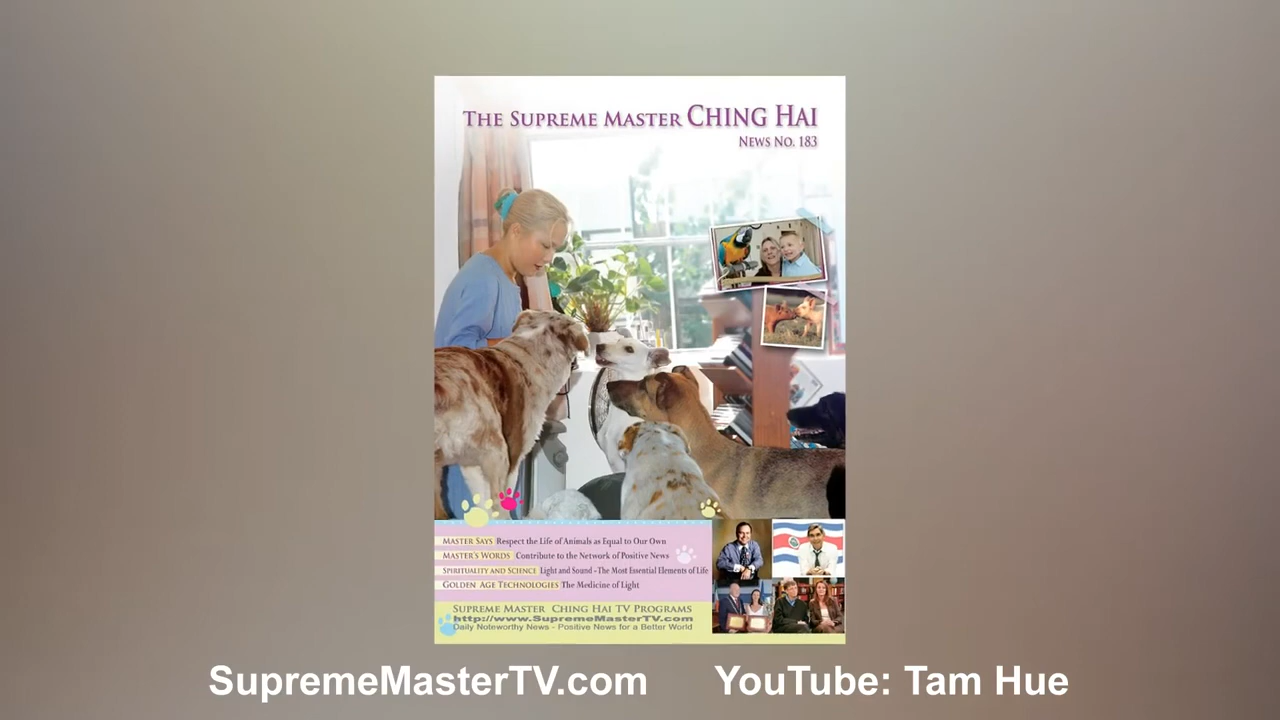 THE SUPREME MASTER CHING HAI
NEWS NO. 183
MASTER SAYS Respect the Life of Animals as Equal to Our Own
MASTER'S WORDS Contribute to the Network of Positive News
SPIRITUALITY AND SCIENCE Light and Sound -The Most Essential Elements of Life
GOLDEN AGE TECHNOLOGIES The Medicine of Light
SUPREME MASTER CHING HAI TV PROGRAMS
http://www.SupremeMasterTV.com
Daily Noteworthy News - Positive News for a Better World
SupremeMasterTV.com YouTube: Tam Hue